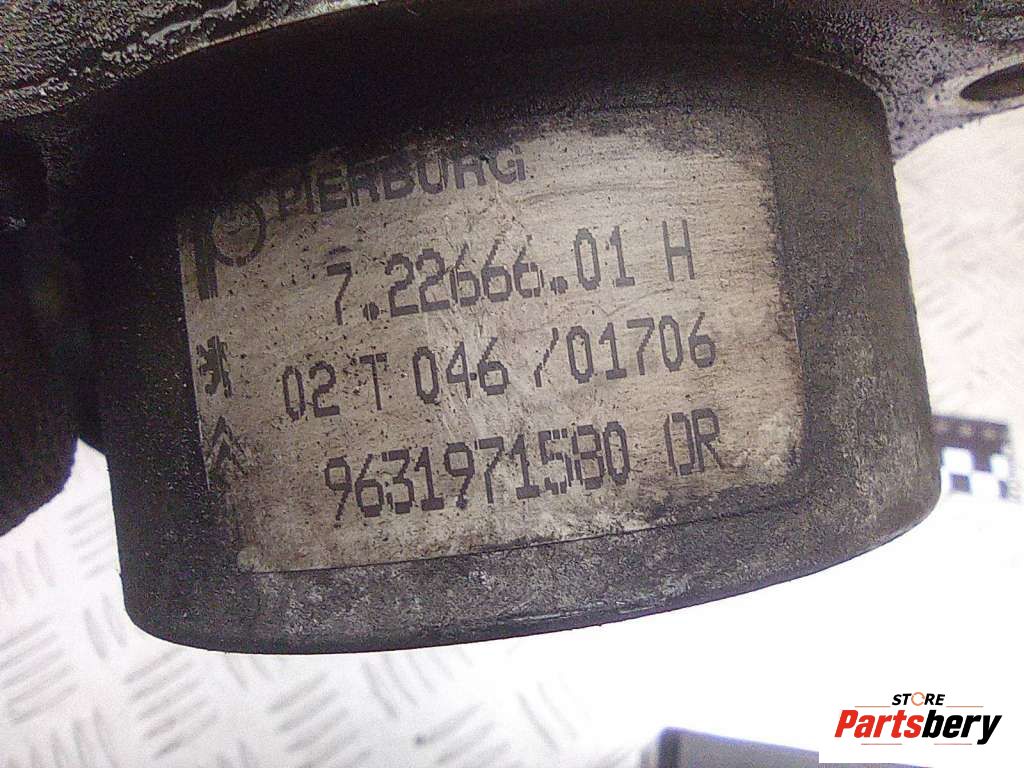 PIERBURG
7.22666.01 H
02 T 046 /01706
9631971580 DR
STORE
Partsbery